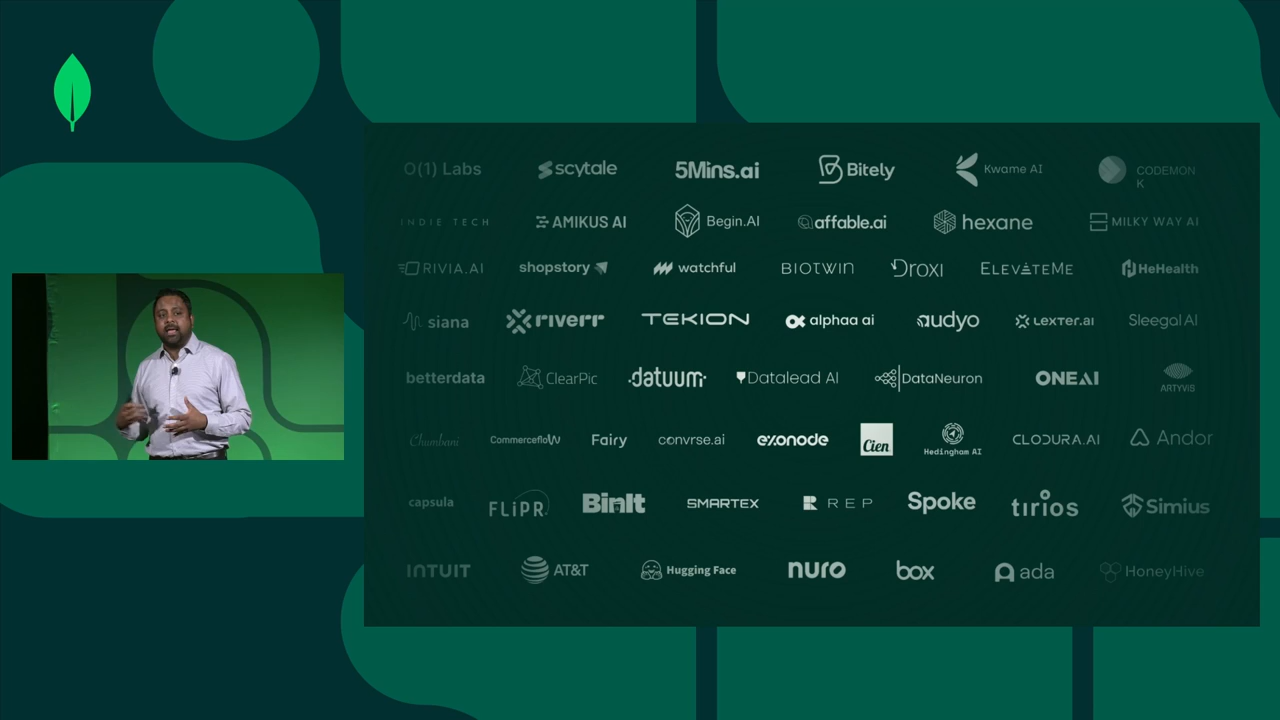 O(1) Labs scytale 5Mins.ai Bitely Kwame AI CODEMON
K
INDIE TECH AMIKUS AI Begin.AI affable.ai hexane MILKY WAY AI
RIVIA.AI shopstory watchful BIOTWIN Droxi ELEVATEME HeHealth
siana riverr TEKION alphaa ai audyo LEXTER.ai Sleegal AI
betterdata ClearPic datuum Datalead AI DataNeuron ONEAI ARTYVIS
Chumbani Commerceflow Fairy convrse.ai exonode Cien Hedingham AI CLODURA.AI Andor
capsula FLiPR BinIt SMARTEX REP Spoke tirios Simius
INTUIT AT&T Hugging Face nuro box ada HoneyHive